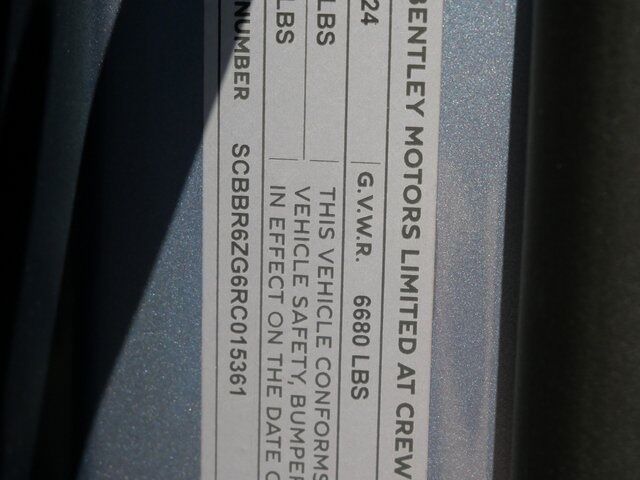 BENTLEY MOTORS LIMITED AT CREW
24 G.V.W.R. 6680 LBS
LBS THIS VEHICLE CONFORMS
VEHICLE SAFETY, BUMPER
LBS IN EFFECT ON THE DATE O
NUMBER SCBBR6ZG6RC015361